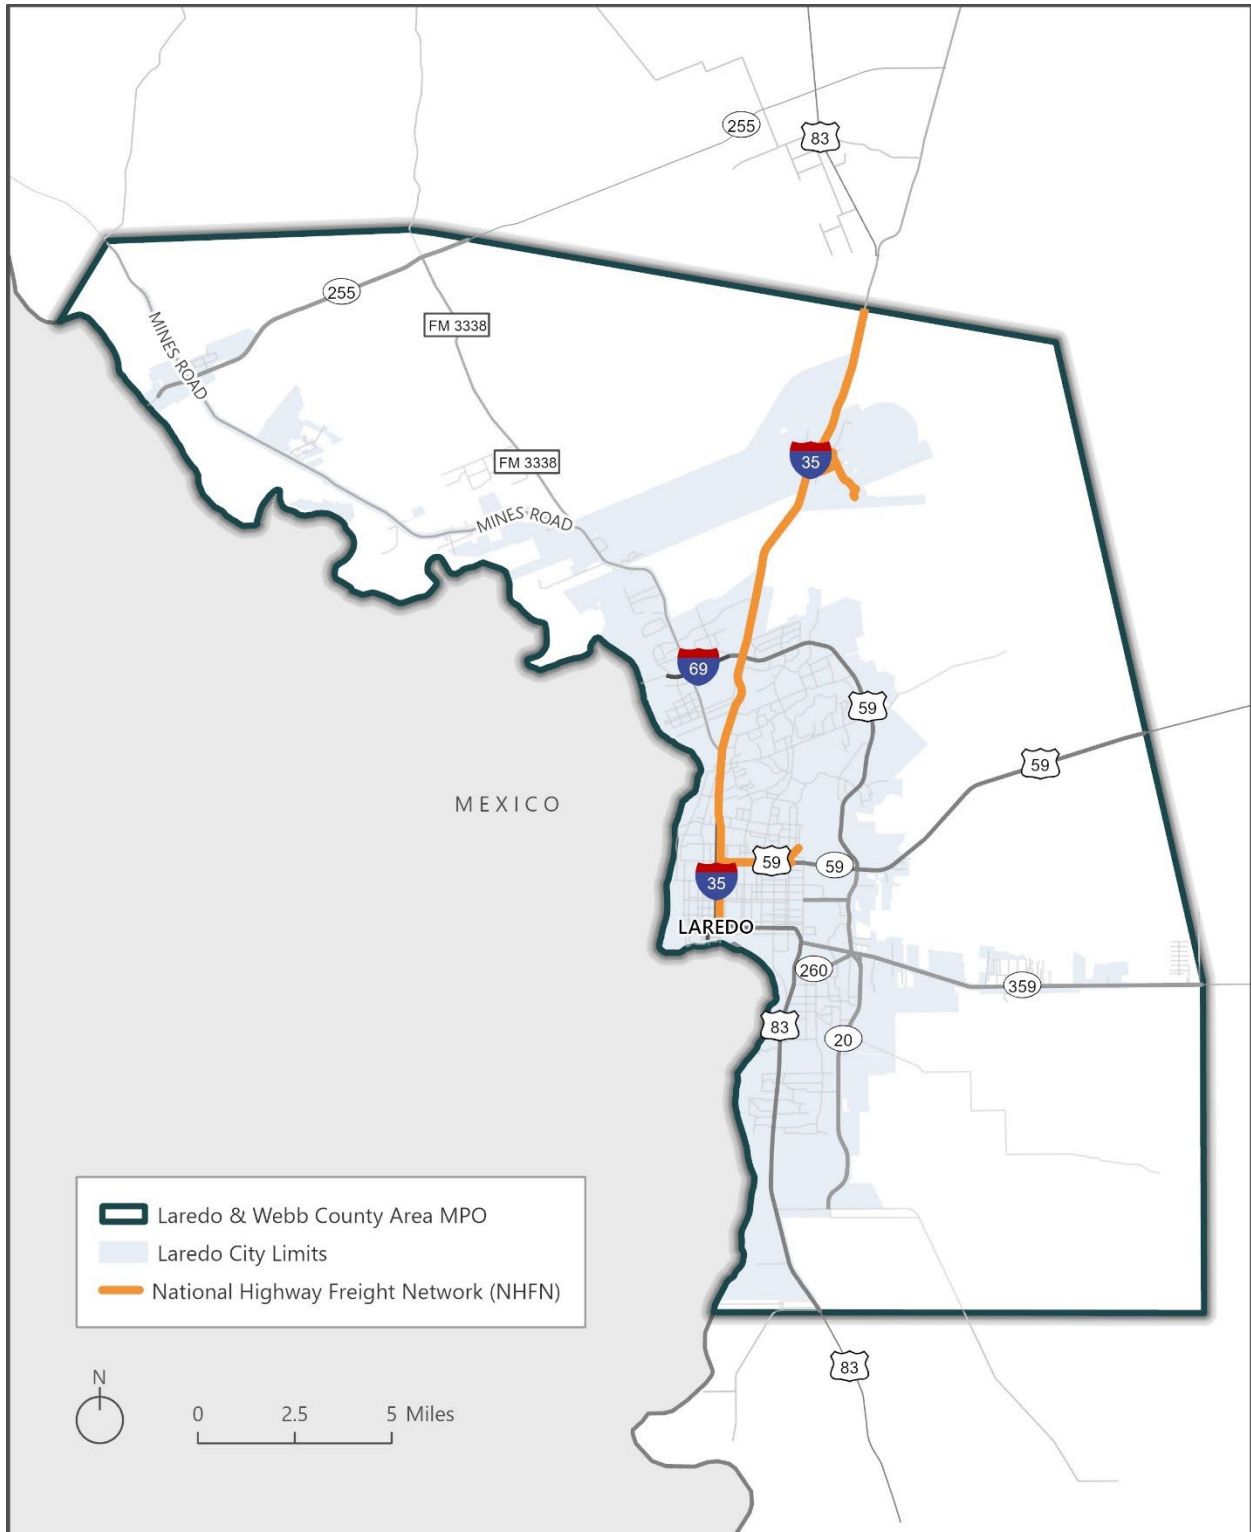 255
83
255
FM 3338
MINES ROAD
35
FM 3338
MINES ROAD
69
59
59
MEXICO
59
59
35
LAREDO
260
359
83
20
Laredo & Webb County Area MPO
Laredo City Limits
National Highway Freight Network (NHFN)
83
N
0 2.5 5 Miles